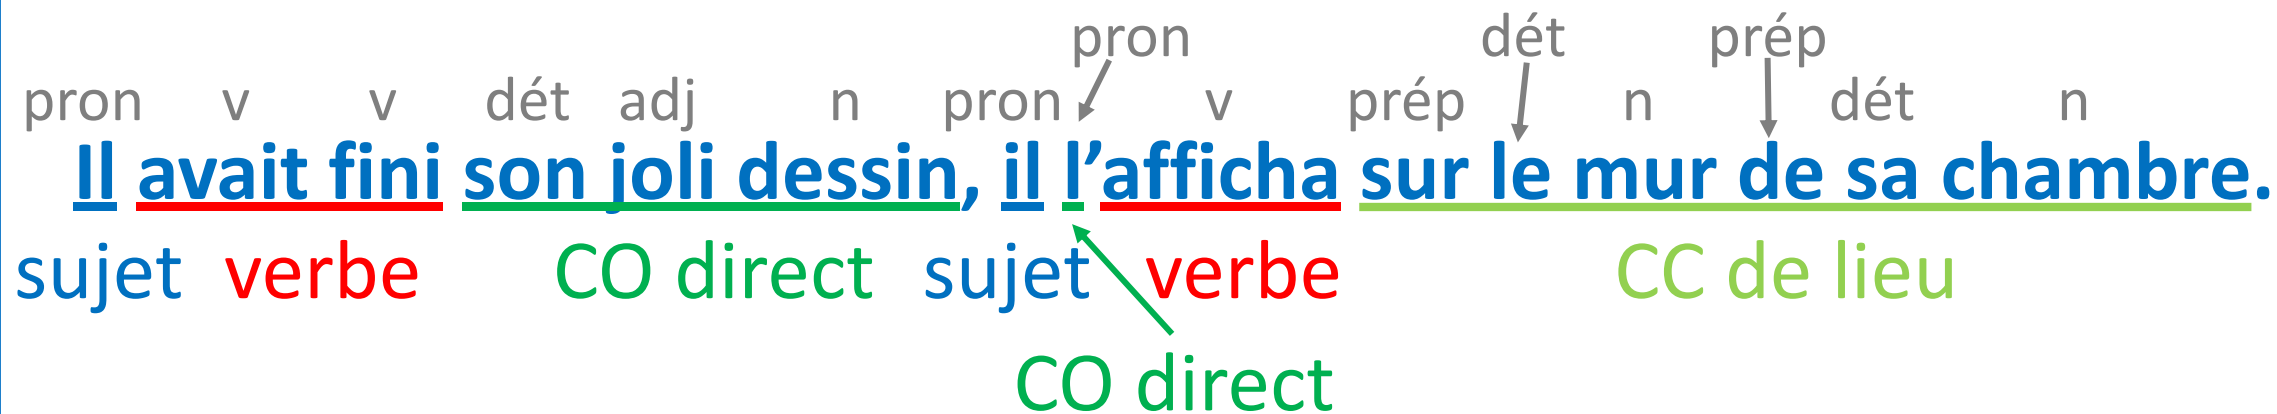 pron dét prép
pron v v dét adj n pron v prép n dét n
Il avait fini son joli dessin, il l’afficha sur le mur de sa chambre.
sujet verbe CO direct sujet verbe CC de lieu
CO direct